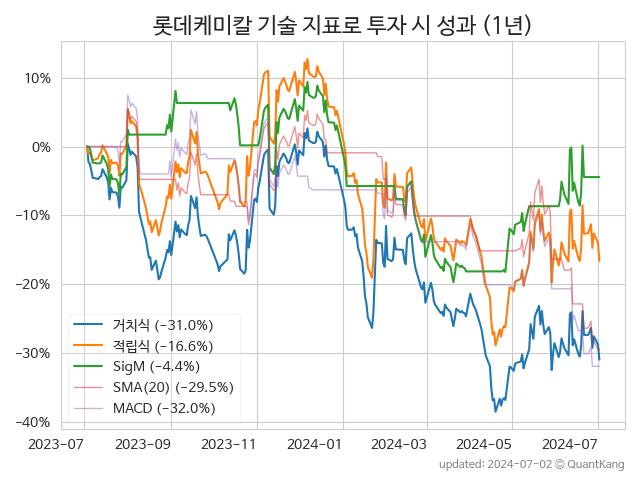 롯데케미칼 기술 지표로 투자 시 성과 (1년)
10%
0%
−10%
−20%
−30%
−40%
거치식 (−31.0%)
적립식 (−16.6%)
SigM (−4.4%)
SMA(20) (−29.5%)
MACD (−32.0%)
2023-07 2023-09 2023-11 2024-01 2024-03 2024-05 2024-07
updated: 2024-07-02 © QuantKang